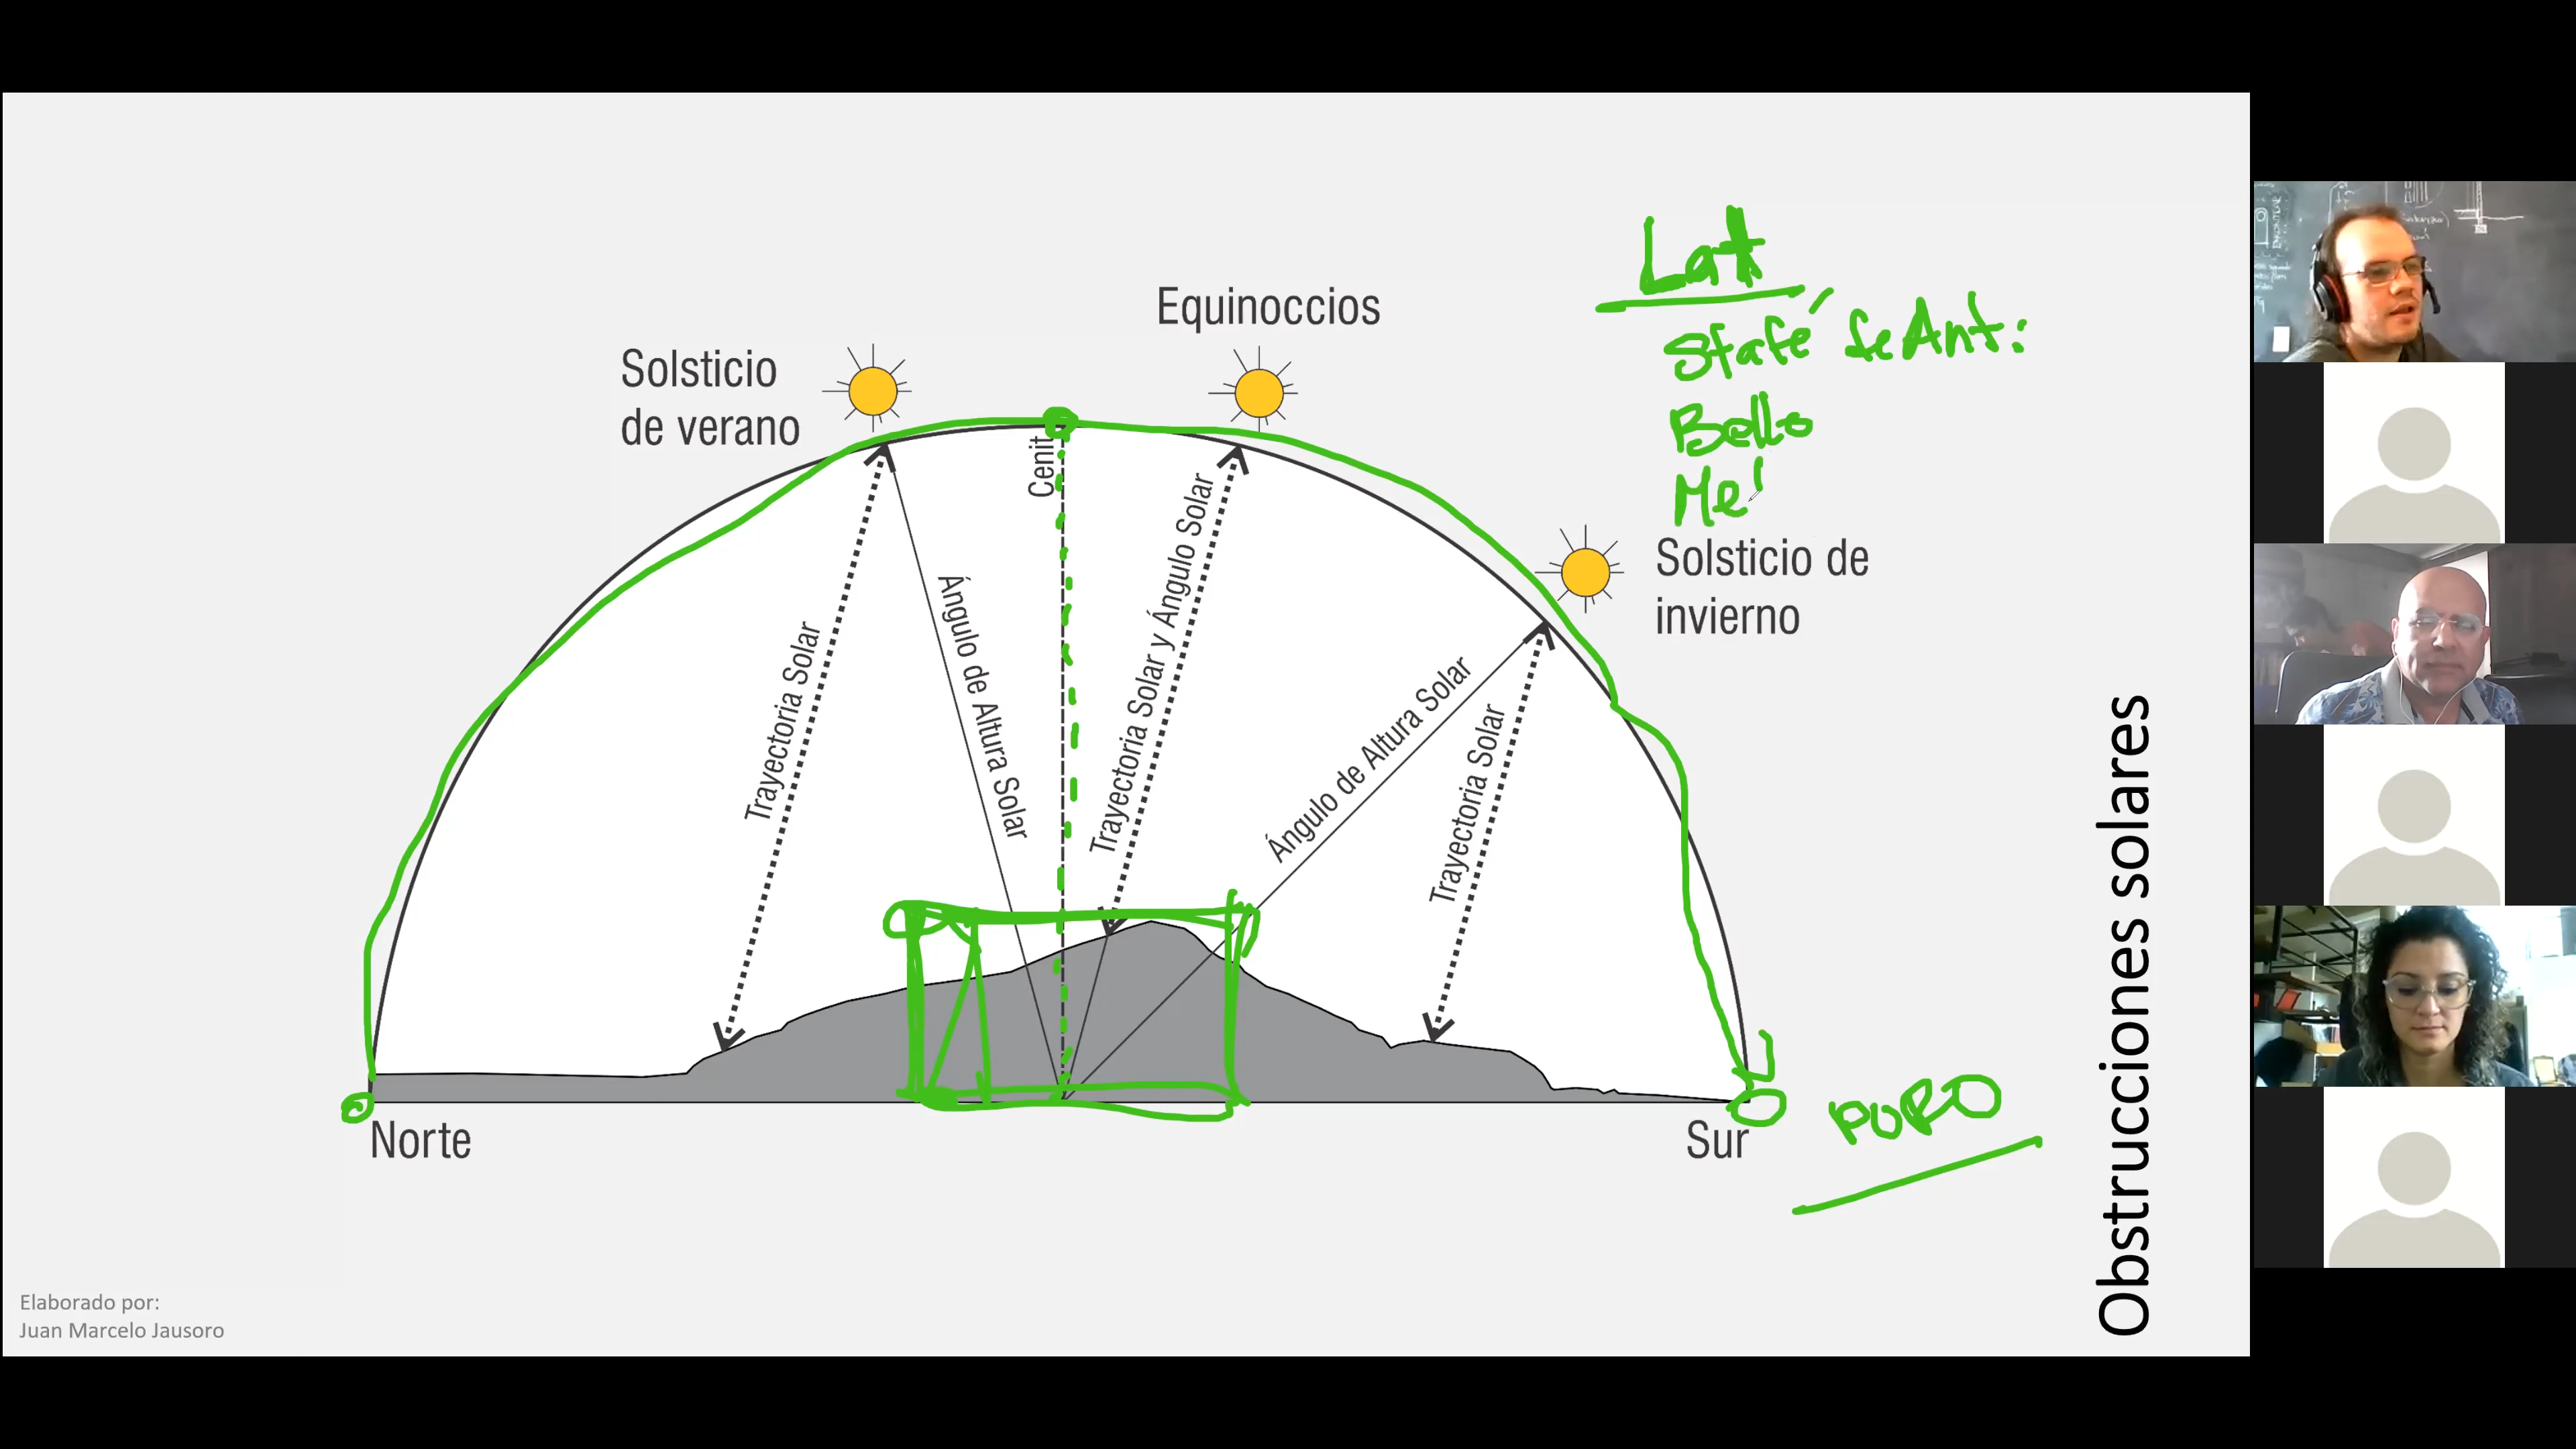 Lat
Stafé de Ant:
Bello
Me
Equinoccios
Solsticio
de verano
Cenit
Solsticio de
invierno
Trayectoria Solar
Ángulo de Altura Solar
Trayectoria Solar y Ángulo Solar
Ángulo de Altura Solar
Trayectoria Solar
Norte
Sur
PURO
Obstrucciones solares
Elaborado por:
Juan Marcelo Jausoro